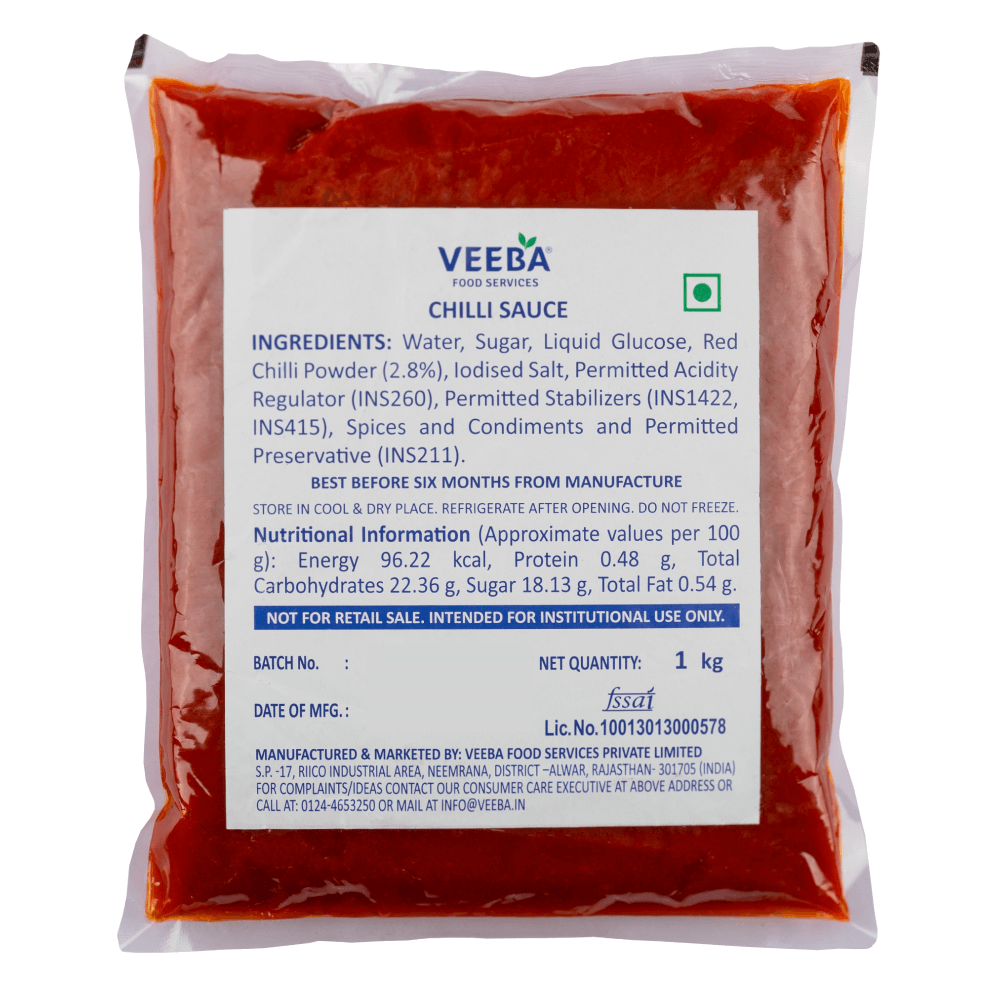 VEEBA®
FOOD SERVICES
CHILLI SAUCE
INGREDIENTS: Water, Sugar, Liquid Glucose, Red
Chilli Powder (2.8%), Iodised Salt, Permitted Acidity
Regulator (INS260), Permitted Stabilizers (INS1422,
INS415), Spices and Condiments and Permitted
Preservative (INS211).
BEST BEFORE SIX MONTHS FROM MANUFACTURE
STORE IN COOL & DRY PLACE. REFRIGERATE AFTER OPENING. DO NOT FREEZE.
Nutritional Information (Approximate values per 100
g): Energy 96.22 kcal, Protein 0.48 g, Total
Carbohydrates 22.36 g, Sugar 18.13 g, Total Fat 0.54 g.
NOT FOR RETAIL SALE. INTENDED FOR INSTITUTIONAL USE ONLY.
BATCH No. :
NET QUANTITY: 1 kg
DATE OF MFG. :
fssai
Lic.No.10013013000578
MANUFACTURED & MARKETED BY: VEEBA FOOD SERVICES PRIVATE LIMITED
S.P. -17, RIICO INDUSTRIAL AREA, NEEMRANA, DISTRICT –ALWAR, RAJASTHAN- 301705 (INDIA)
FOR COMPLAINTS/IDEAS CONTACT OUR CONSUMER CARE EXECUTIVE AT ABOVE ADDRESS OR
CALL AT: 0124-4653250 OR MAIL AT INFO@VEEBA.IN